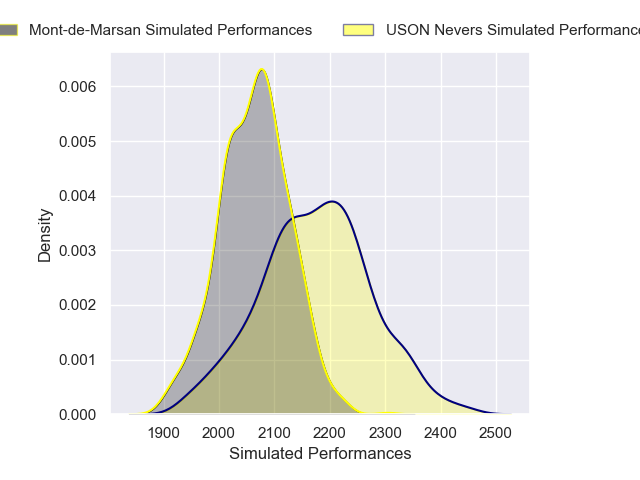 Mont-de-Marsan Simulated Performances
USON Nevers Simulated Performance
0.006
0.005
0.004
0.003
0.002
0.001
0.000
Density
1900 2000 2100 2200 2300 2400 2500
Simulated Performances